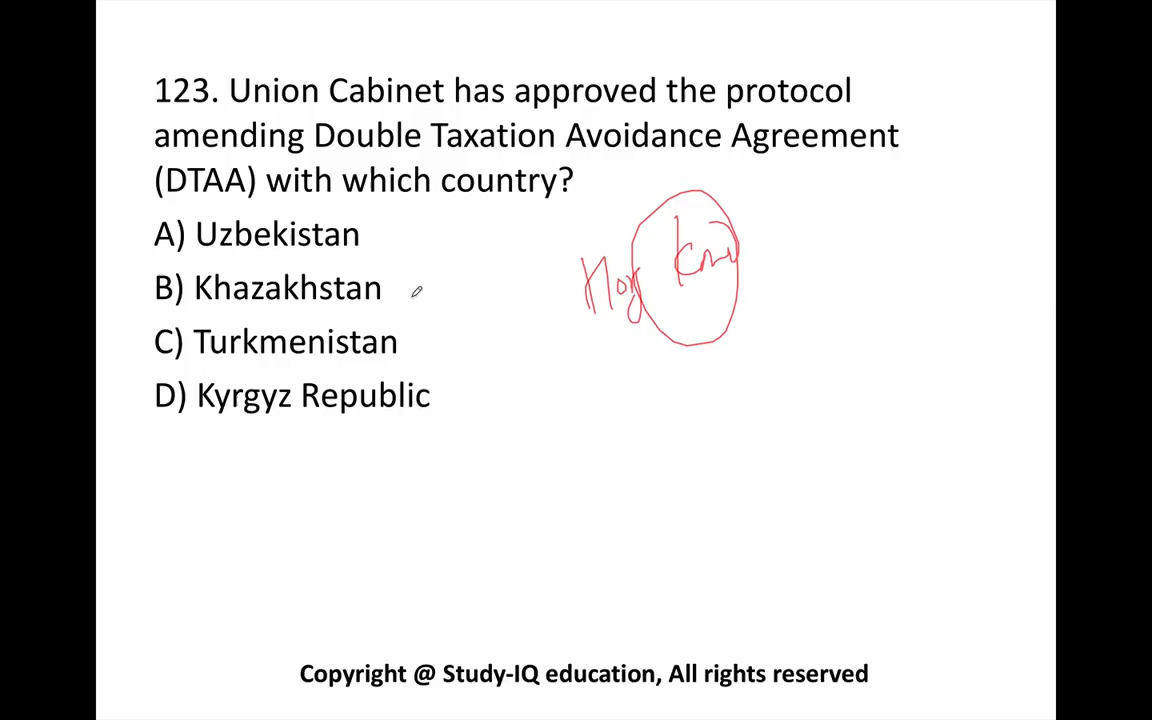 123. Union Cabinet has approved the protocol
amending Double Taxation Avoidance Agreement
(DTAA) with which country?
A) Uzbekistan
B) Khazakhstan
C) Turkmenistan
D) Kyrgyz Republic
Copyright @ Study-IQ education, All rights reserved